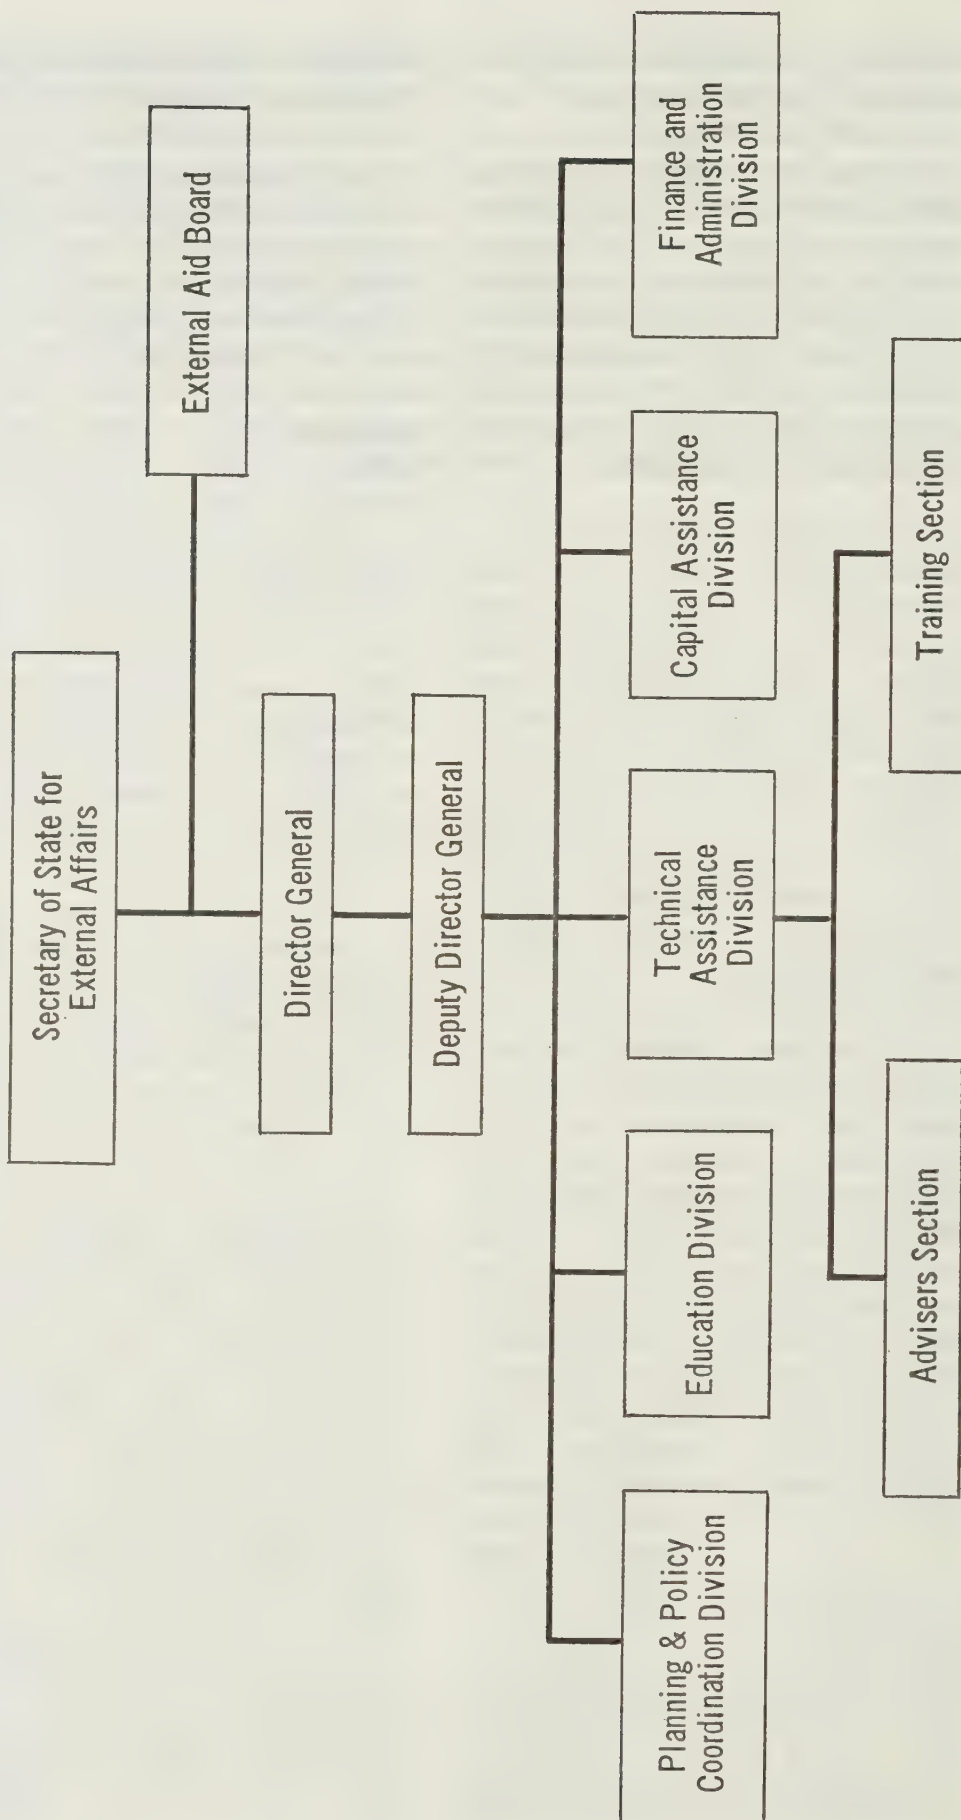 Secretary of State for
External Affairs
External Aid Board
Director General
Deputy Director General
Planning & Policy
Coordination Division
Education Division
Technical
Assistance
Division
Capital Assistance
Division
Finance and
Administration
Division
Advisers Section
Training Section